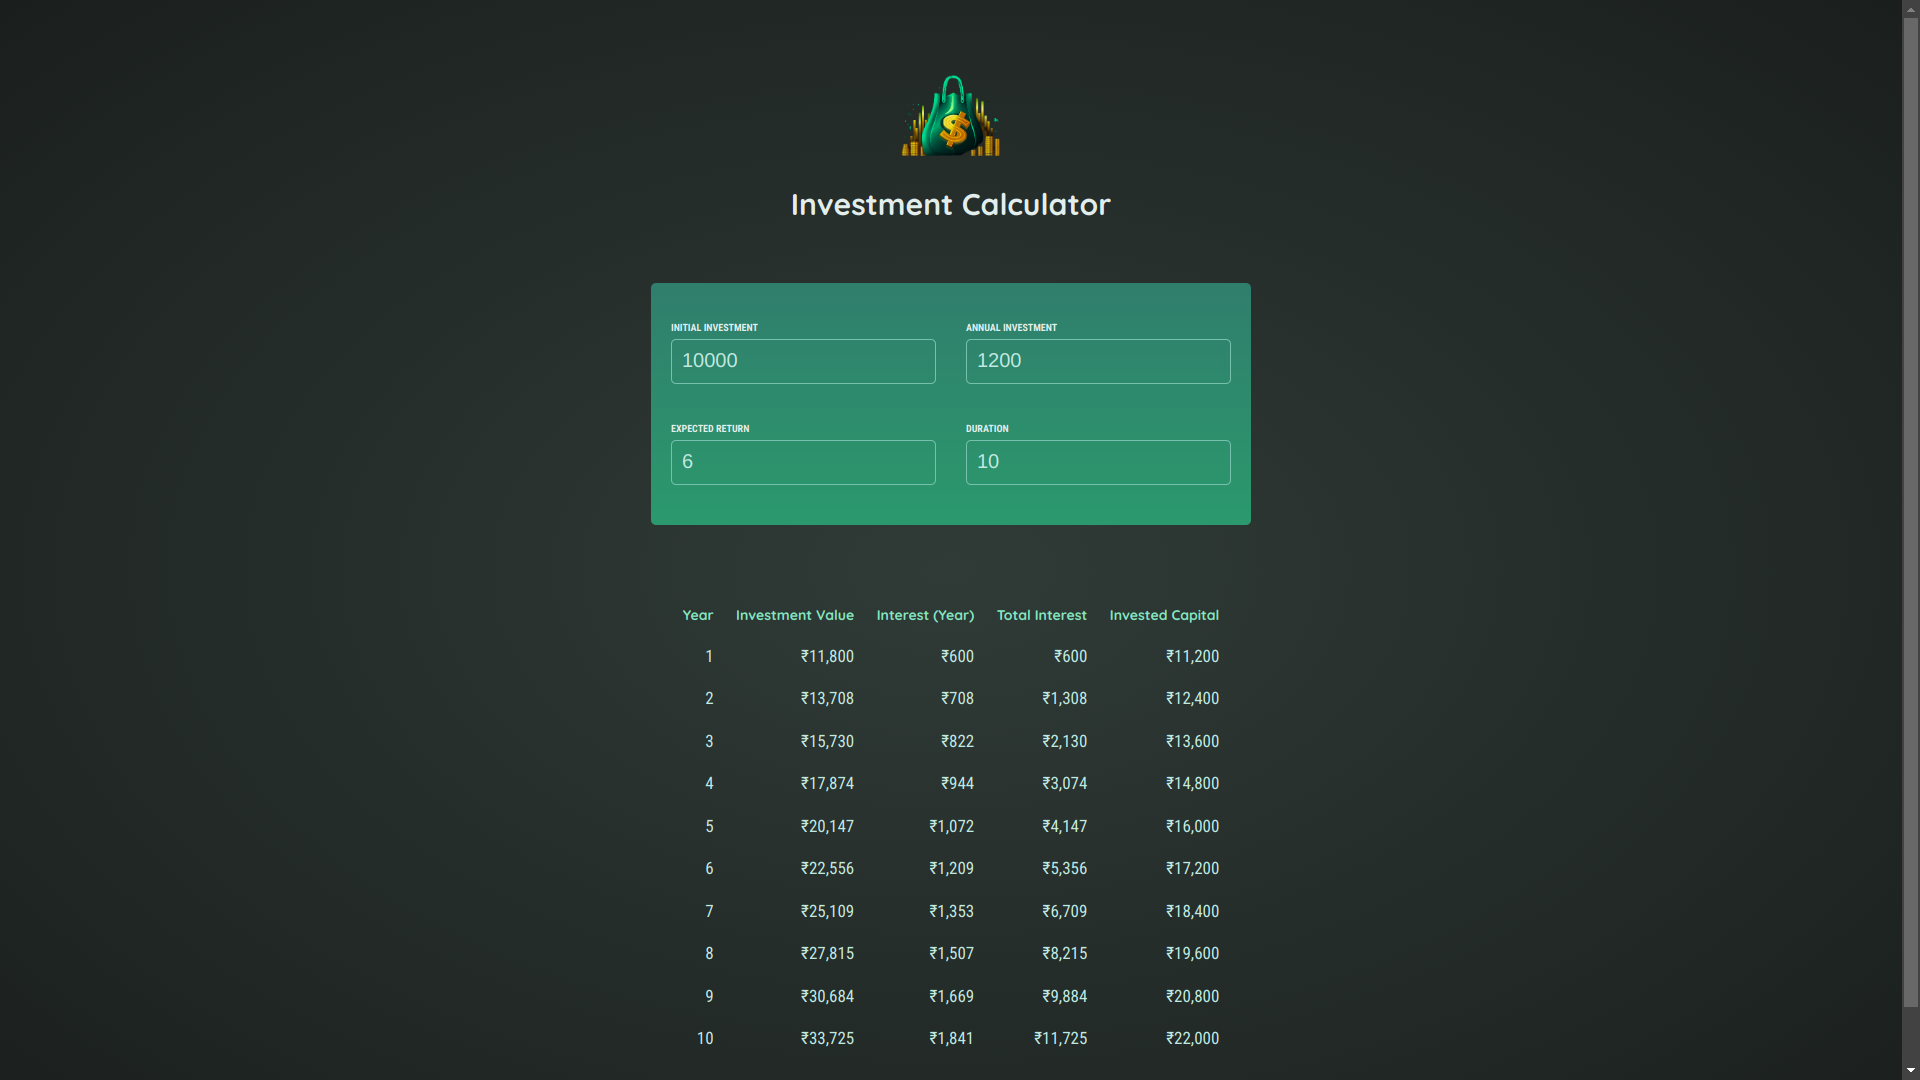 $
Investment Calculator
INITIAL INVESTMENT ANNUAL INVESTMENT
10000 1200
EXPECTED RETURN DURATION
6 10
Year Investment Value Interest (Year) Total Interest Invested Capital
1 ₹11,800 ₹600 ₹600 ₹11,200
2 ₹13,708 ₹708 ₹1,308 ₹12,400
3 ₹15,730 ₹822 ₹2,130 ₹13,600
4 ₹17,874 ₹944 ₹3,074 ₹14,800
5 ₹20,147 ₹1,072 ₹4,147 ₹16,000
6 ₹22,556 ₹1,209 ₹5,356 ₹17,200
7 ₹25,109 ₹1,353 ₹6,709 ₹18,400
8 ₹27,815 ₹1,507 ₹8,215 ₹19,600
9 ₹30,684 ₹1,669 ₹9,884 ₹20,800
10 ₹33,725 ₹1,841 ₹11,725 ₹22,000